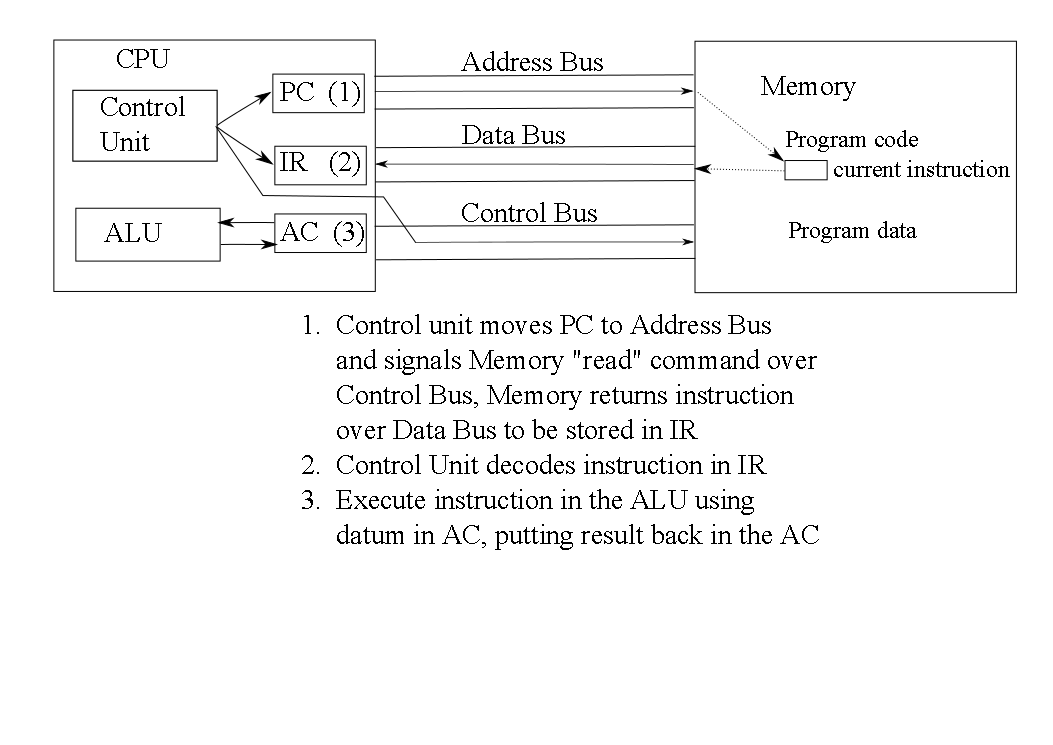 CPU
Address Bus
Control
Unit
PC (1)
Memory
Data Bus
Program code
IR (2)
current instruction
ALU
AC (3)
Control Bus
Program data
1. Control unit moves PC to Address Bus
and signals Memory "read" command over
Control Bus, Memory returns instruction
over Data Bus to be stored in IR
2. Control Unit decodes instruction in IR
3. Execute instruction in the ALU using
datum in AC, putting result back in the AC